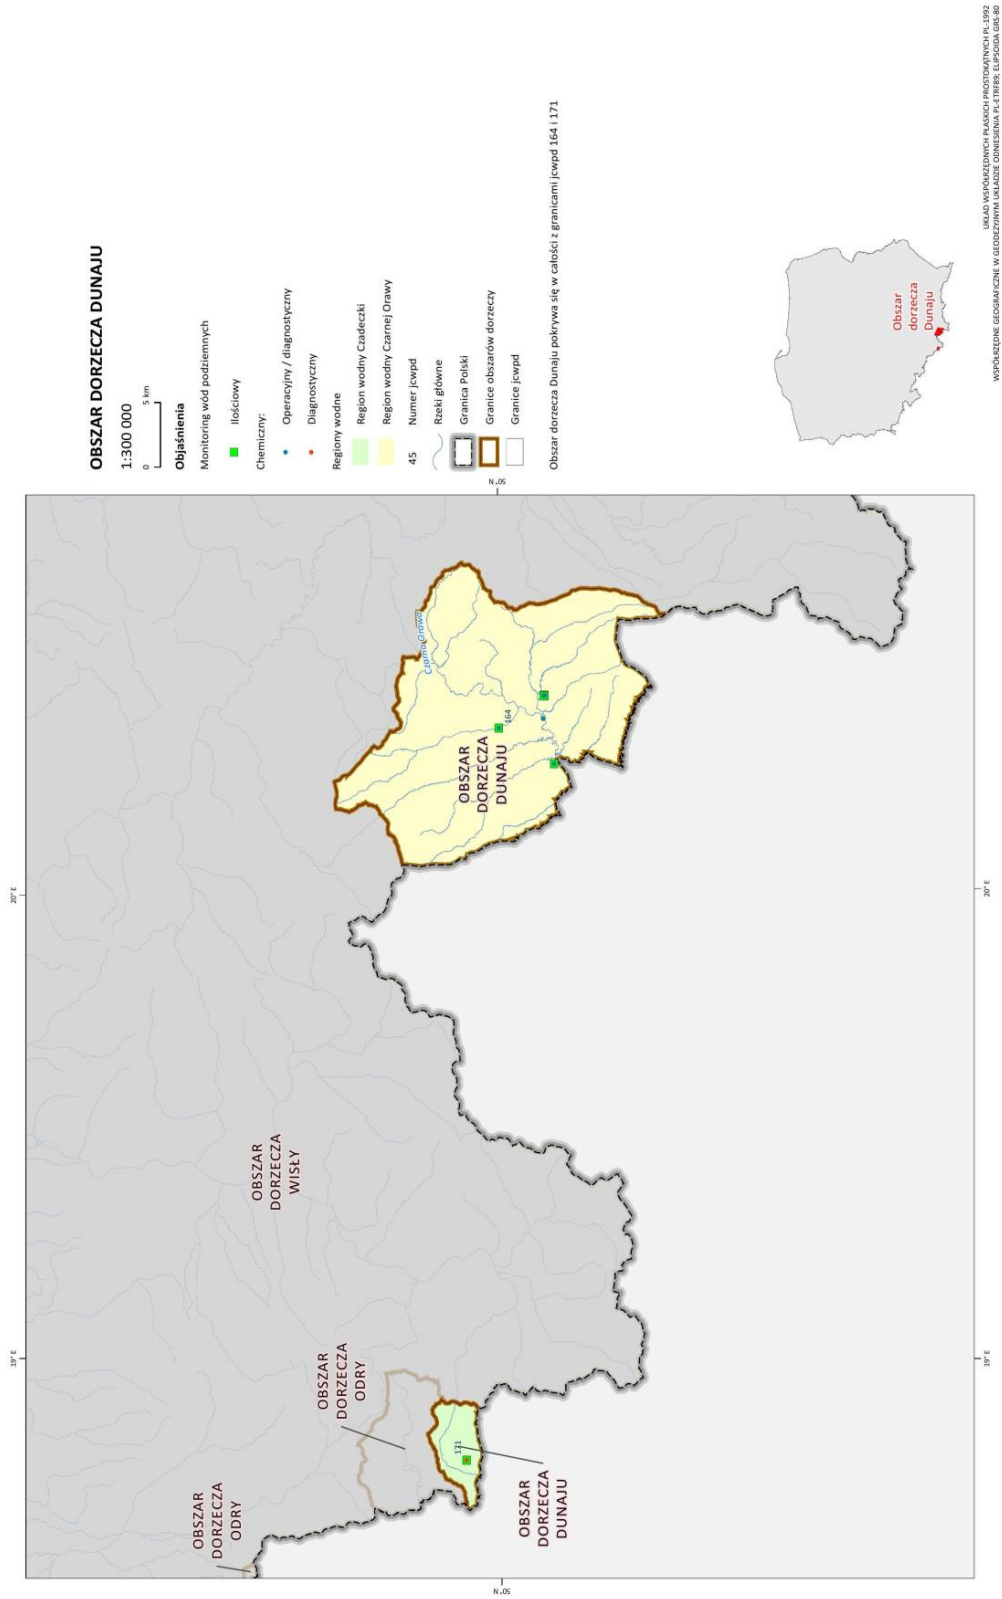 OBSZAR DORZECZA DUNAJU
1:300 000
0 5 km
Objaśnienia
Monitoring wód podziemnych
Ilościowy
Chemiczny:
Operacyjny / diagnostyczny
Diagnostyczny
Regiony wodne
Region wodny Czadeczki
Region wodny Czarnej Orawy
45 Numer jcwpd
Rzeki główne
Granica Polski
Granice obszarów dorzeczy
Granice jcwpd
Obszar dorzecza Dunaju pokrywa się w całości z granicami jcwpd 164 i 171
Obszar
dorzecza
Dunaju
UKŁAD WSPÓŁRZĘDNYCH PŁASKICH PROSTOKĄTNYCH PL-1992
WSPÓŁRZĘDNE GEOGRAFICZNE W GEODEZYJNYM UKŁADZIE ODNIESIENIA PL-ETRF89; ELIPSOIDA GRS-80
19° E
20° E
OBSZAR
DORZECZA
ODRY
OBSZAR
DORZECZA
ODRY
OBSZAR
DORZECZA
WISŁY
Czarna Orawa
OBSZAR
DORZECZA
DUNAJU
164
171
OBSZAR
DORZECZA
DUNAJU
50° N
50° N
19° E
20° E